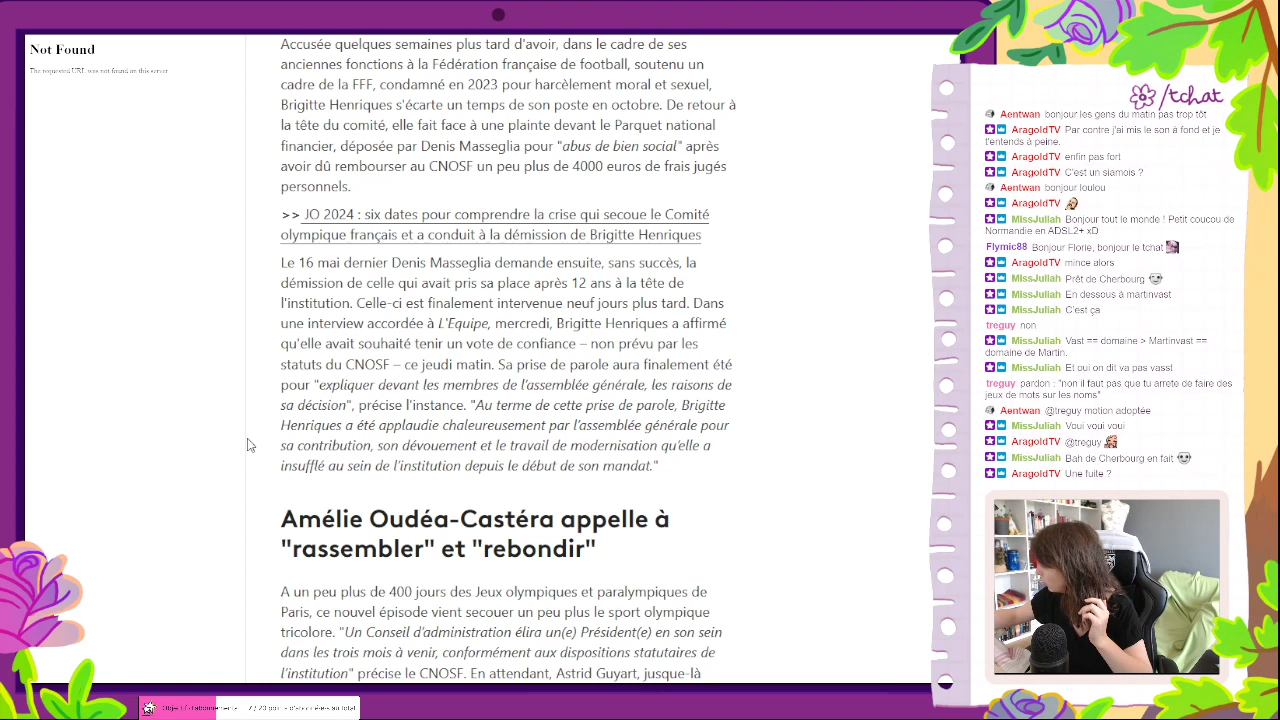 Not Found
The requested URL was not found on this server
Accusée quelques semaines plus tard d'avoir, dans le cadre de ses
anciennes fonctions à la Fédération française de football, soutenu un
cadre de la FFF, condamné en 2023 pour harcèlement moral et sexuel,
Brigitte Henriques s'écarte un temps de son poste en octobre. De retour à
la tête du comité, elle fait face à une plainte devant le Parquet national
financier, déposée par Denis Masseglia pour "abus de bien social" après
avoir dû rembourser au CNOSF un peu plus de 4000 euros de frais jugés
personnels.
>> JO 2024 : six dates pour comprendre la crise qui secoue le Comité
olympique français et a conduit à la démission de Brigitte Henriques
Le 16 mai dernier Denis Masseglia demande ensuite, sans succès, la
démission de celle qui avait pris sa place après 12 ans à la tête de
l'institution. Celle-ci est finalement intervenue neuf jours plus tard. Dans
une interview accordée à L'Equipe, mercredi, Brigitte Henriques a affirmé
qu'elle avait souhaité tenir un vote de confiance – non prévu par les
statuts du CNOSF – ce jeudi matin. Sa prise de parole aura finalement été
pour "expliquer devant les membres de l'assemblée générale, les raisons de
sa décision", précise l'instance. "Au terme de cette prise de parole, Brigitte
Henriques a été applaudie chaleureusement par l'assemblée générale pour
sa contribution, son dévouement et le travail de modernisation qu'elle a
insufflé au sein de l'institution depuis le début de son mandat."
Amélie Oudéa-Castéra appelle à
"rassembler" et "rebondir"
A un peu plus de 400 jours des Jeux olympiques et paralympiques de
Paris, ce nouvel épisode vient secouer un peu plus le sport olympique
tricolore. "Un Conseil d'administration élira un(e) Président(e) en son sein
dans les trois mois à venir, conformément aux dispositions statutaires de
l'institution" précise le CNOSF. En attendant, Astrid Guyart, jusque-là
/tchat
Aentwan bonjour les gens du matin pas trop tôt
AragoldTV Par contre j'ai mis le son à fond et je
t'entends à peine.
AragoldTV enfin pas fort
AragoldTV C'est un siamois ?
Aentwan bonjour loulou
AragoldTV
MissJuliah Bonjour tout le monde ! Petit coucou de
Normandie en ADSL2+ xD
Flymic88 Bonjour Florie, bonjour le tchat
AragoldTV mince alors
MissJuliah Prêt de Cherbourg
MissJuliah En dessous à martinvast
MissJuliah C'est ça
treguy non
MissJuliah Vast == domaine > Martinvast ==
domaine de Martin.
MissJuliah Et oui on dit va pas vass!
treguy pardon : "non il faut pas que tu arrete de faire des
jeux de mots sur les noms"
Aentwan @treguy motion adoptée
MissJuliah Voui voui voui
AragoldTV @treguy
MissJuliah Bah de Cherbourg en fait
AragoldTV Une fuite ?